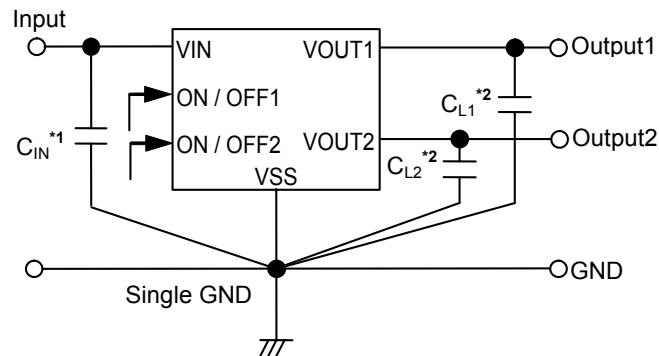 Input
VIN
VOUT1
Output1
ON / OFF1
CL1*2
CIN*1
ON / OFF2
VOUT2
Output2
CL2*2
VSS
Single GND
GND